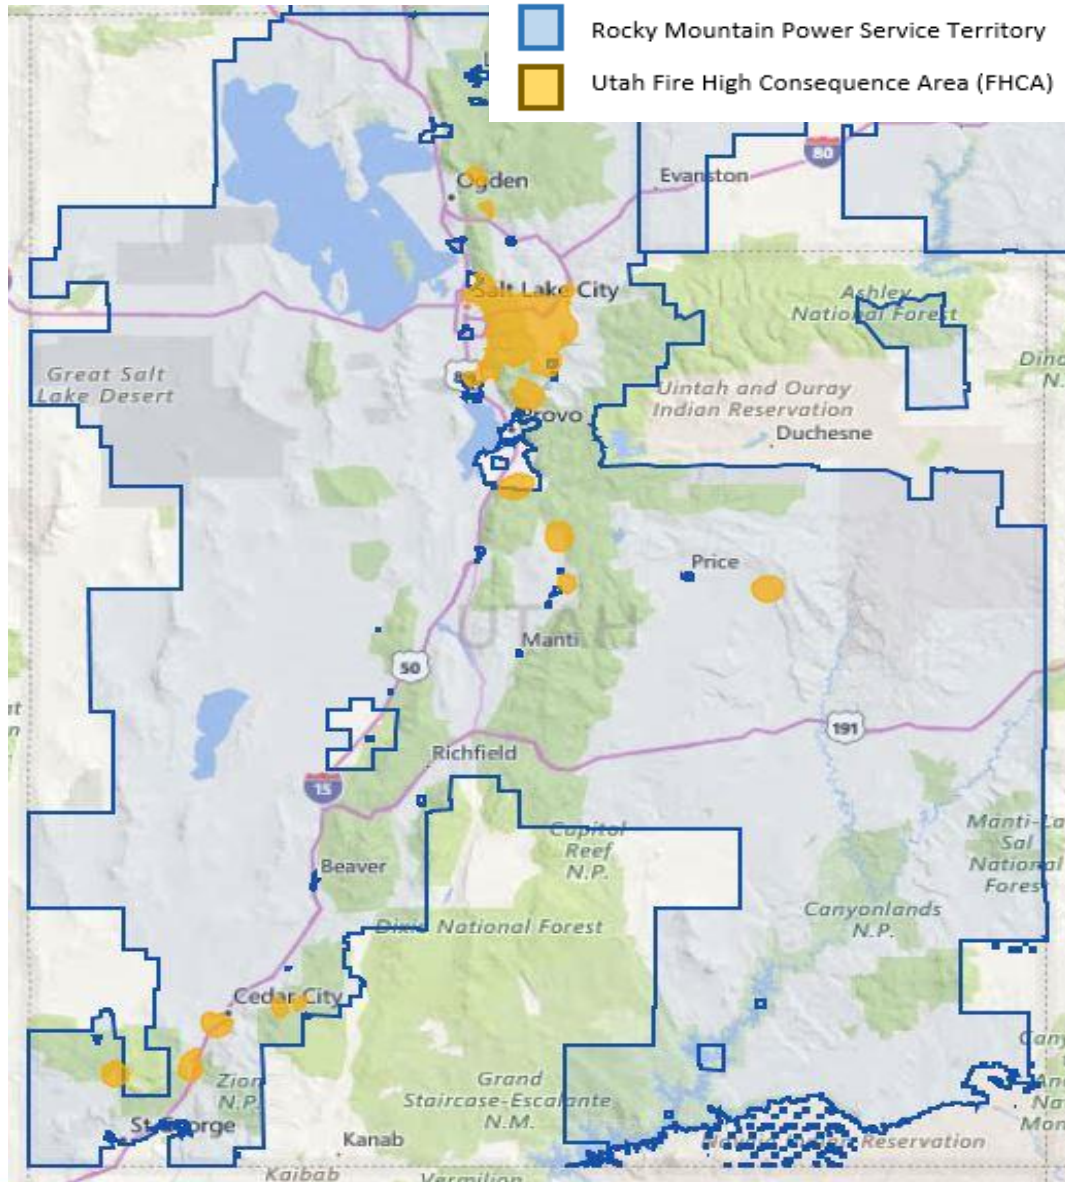 Rocky Mountain Power Service Territory
Utah Fire High Consequence Area (FHCA)
80
Ogden
Evanston
Salt Lake City
Ashley
National Forest
Great Salt
Lake Desert
Uintah and Ouray
Indian Reservation
Provo
Duchesne
Price
UTAH
Manti
50
191
Richfield
15
Capitol
Reef
N.P.
Beaver
Manti-La
Sal
National
Forest
Canyonlands
N.P.
Dixie National Forest
Cedar City
Zion
N.P.
Grand
Staircase-Escalante
N.M.
St George
Kanab
Navajo Indian Reservation
Kaibab
Vermilion